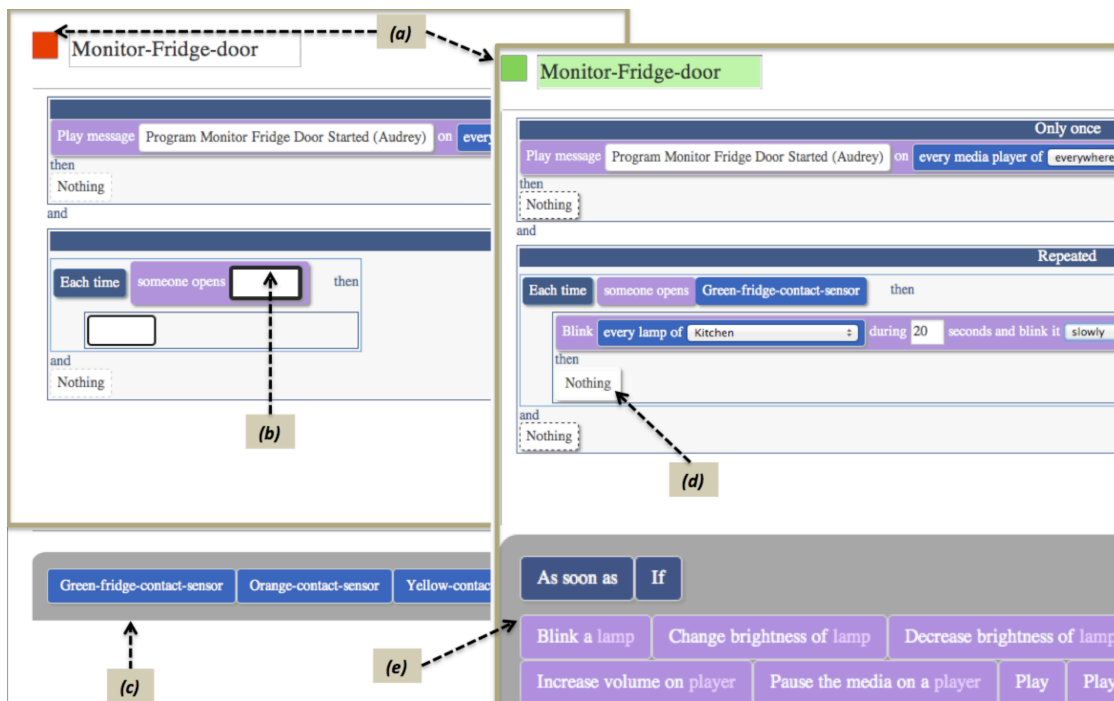 (a)
Monitor-Fridge-door
Play message Program Monitor Fridge Door Started (Audrey) on every
then
Nothing
and
Each time someone opens then
and
Nothing
(b)
Green-fridge-contact-sensor Orange-contact-sensor Yellow-contac
(c)
Monitor-Fridge-door
Only once
Play message Program Monitor Fridge Door Started (Audrey) on every media player of everywhere
then
Nothing
and
Repeated
Each time someone opens Green-fridge-contact-sensor then
Blink every lamp of Kitchen during 20 seconds and blink it slowly
then
Nothing
and
Nothing
(d)
As soon as If
Blink a lamp Change brightness of lamp Decrease brightness of lamp
(e)
Increase volume on player Pause the media on a player Play Play